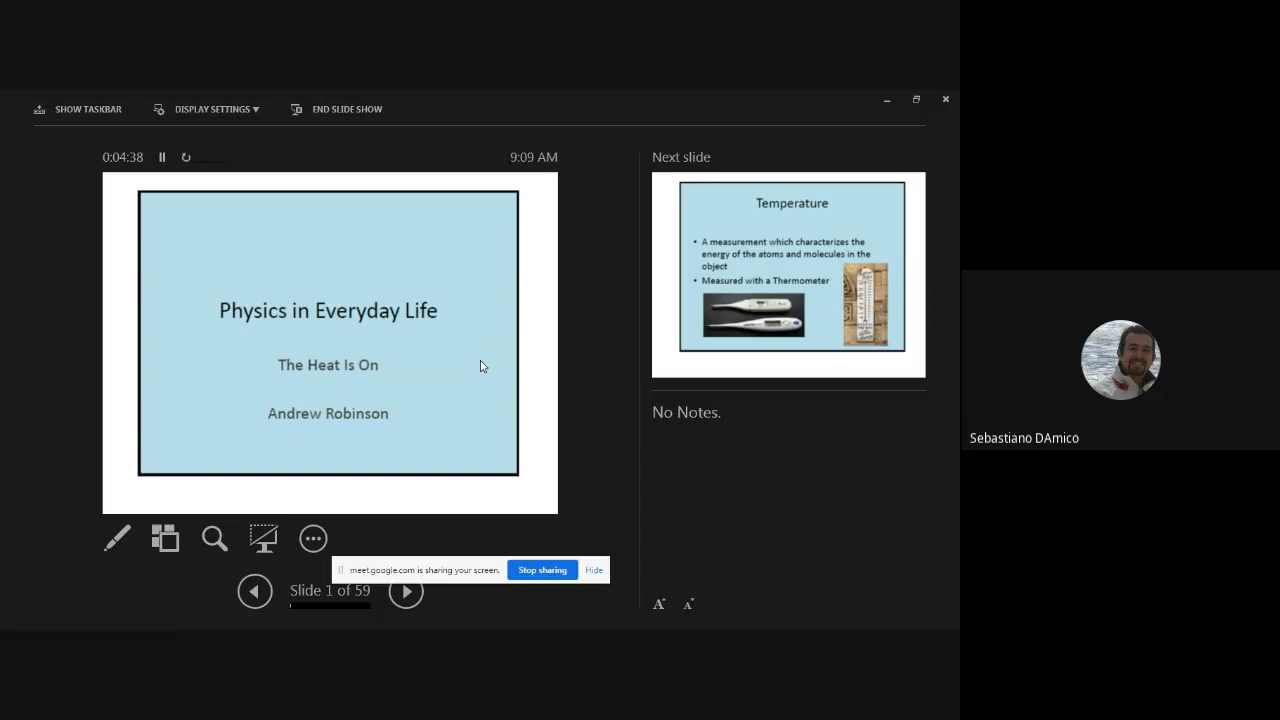 SHOW TASKBAR
DISPLAY SETTINGS ▼
END SLIDE SHOW
0:04:38
9:09 AM
Next slide
Physics in Everyday Life
The Heat Is On
Andrew Robinson
Temperature
• A measurement which characterizes the
energy of the atoms and molecules in the
object
• Measured with a Thermometer
No Notes.
Sebastiano DAmico
meet.google.com is sharing your screen.
Stop sharing
Hide
Slide 1 of 59
A
A